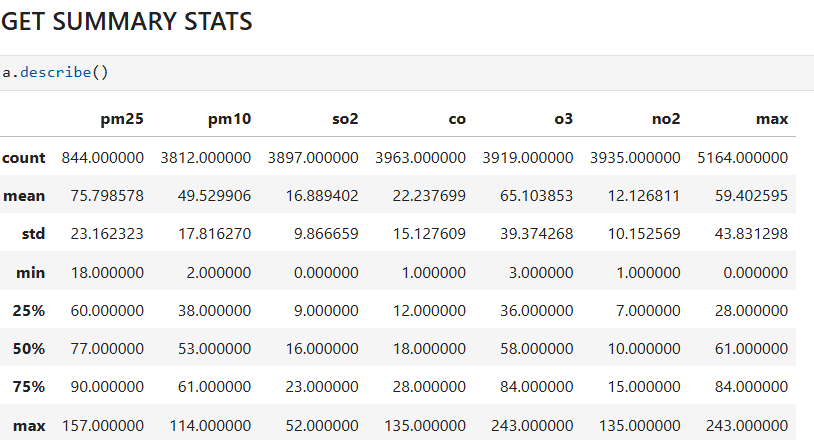 GET SUMMARY STATS
a.describe()
pm25 pm10 so2 co o3 no2 max
count 844.000000 3812.000000 3897.000000 3963.000000 3919.000000 3935.000000 5164.000000
mean 75.798578 49.529906 16.889402 22.237699 65.103853 12.126811 59.402595
std 23.162323 17.816270 9.866659 15.127609 39.374268 10.152569 43.831298
min 18.000000 2.000000 0.000000 1.000000 3.000000 1.000000 0.000000
25% 60.000000 38.000000 9.000000 12.000000 36.000000 7.000000 28.000000
50% 77.000000 53.000000 16.000000 18.000000 58.000000 10.000000 61.000000
75% 90.000000 61.000000 23.000000 28.000000 84.000000 15.000000 84.000000
max 157.000000 114.000000 52.000000 135.000000 243.000000 135.000000 243.000000